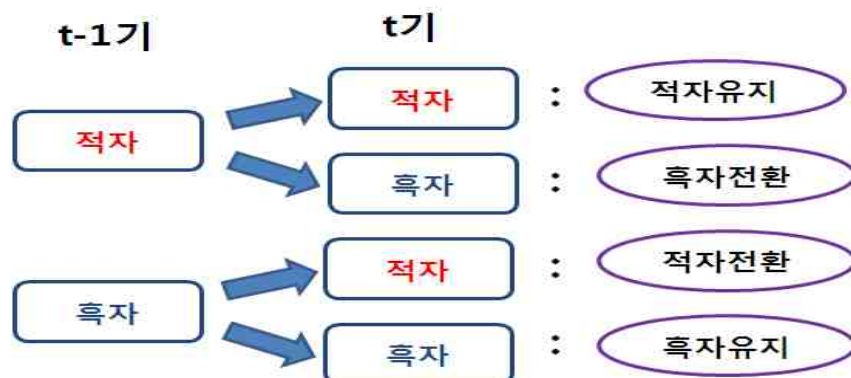 t-1기 t기
적자 적자 : 적자유지
흑자 : 흑자전환
흑자 적자 : 적자전환
흑자 : 흑자유지